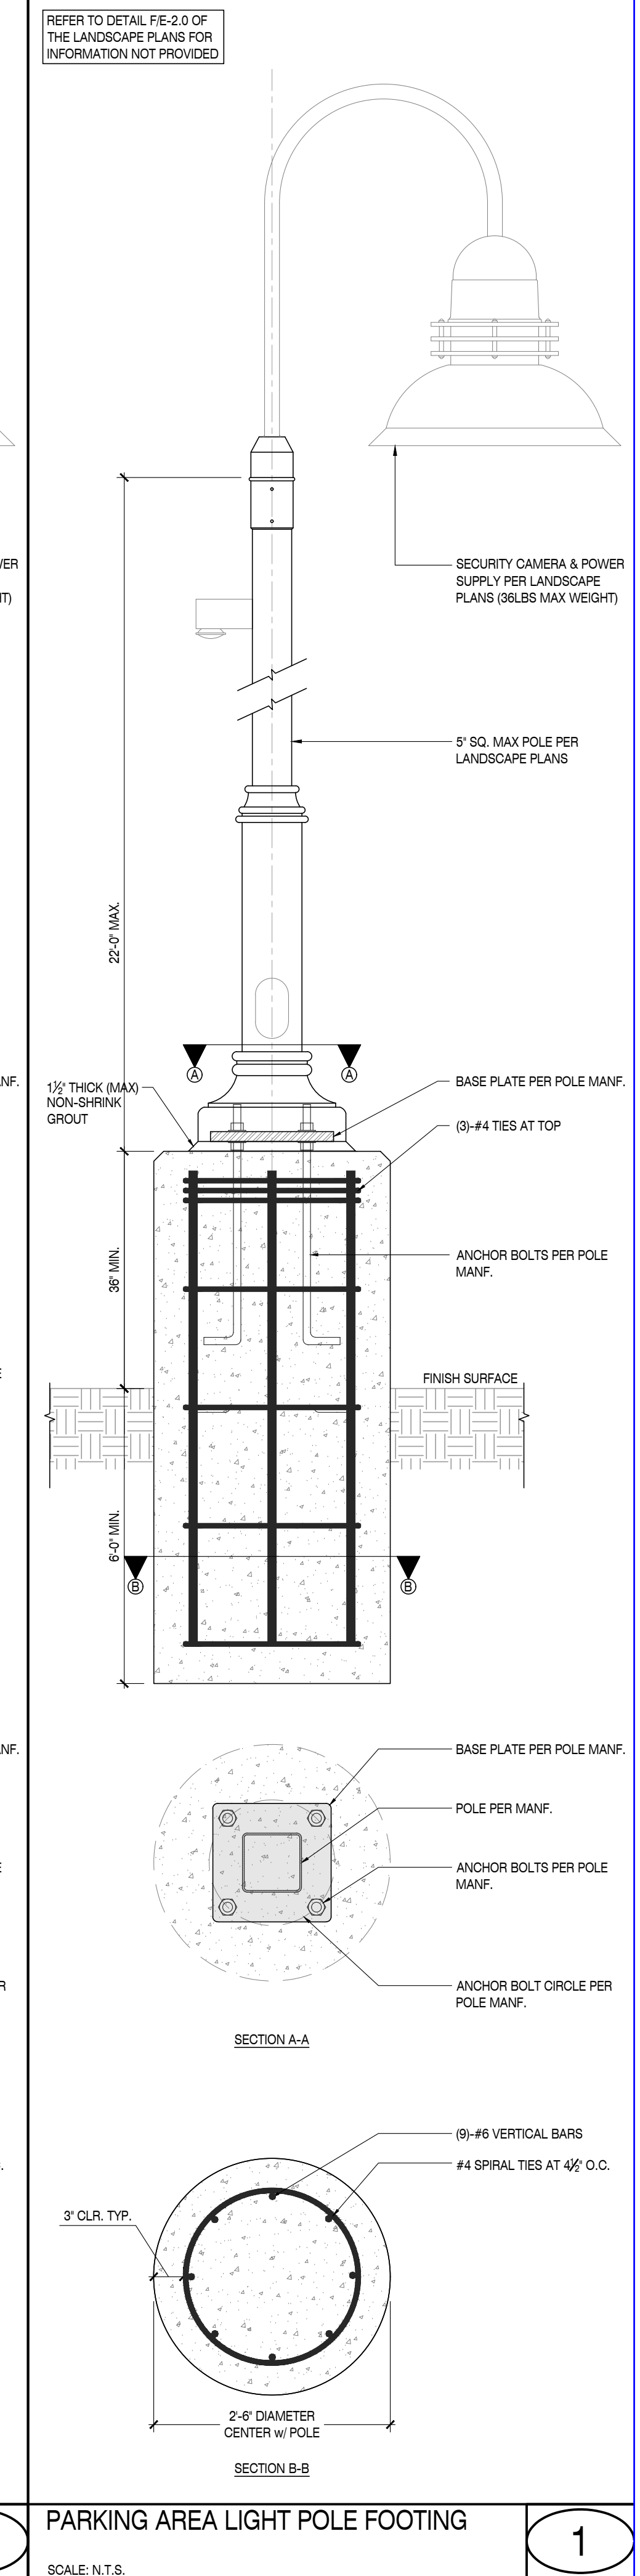 REFER TO DETAIL F/E-2.0 OF
THE LANDSCAPE PLANS FOR
INFORMATION NOT PROVIDED
VER
HT)
SECURITY CAMERA & POWER
SUPPLY PER LANDSCAPE
PLANS (36LBS MAX WEIGHT)
5" SQ. MAX POLE PER
LANDSCAPE PLANS
22'-0" MAX.
A
A
ANF.
1½" THICK (MAX)
NON-SHRINK
GROUT
BASE PLATE PER POLE MANF.
(3)-#4 TIES AT TOP
36" MIN.
ANCHOR BOLTS PER POLE
MANF.
E
FINISH SURFACE
6'-0" MIN.
B
B
ANF.
BASE PLATE PER POLE MANF.
POLE PER MANF.
E
ANCHOR BOLTS PER POLE
MANF.
R
ANCHOR BOLT CIRCLE PER
POLE MANF.
SECTION A-A
(9)-#6 VERTICAL BARS
C.
#4 SPIRAL TIES AT 4½" O.C.
3" CLR. TYP.
2'-6" DIAMETER
CENTER w/ POLE
SECTION B-B
PARKING AREA LIGHT POLE FOOTING
1
SCALE: N.T.S.